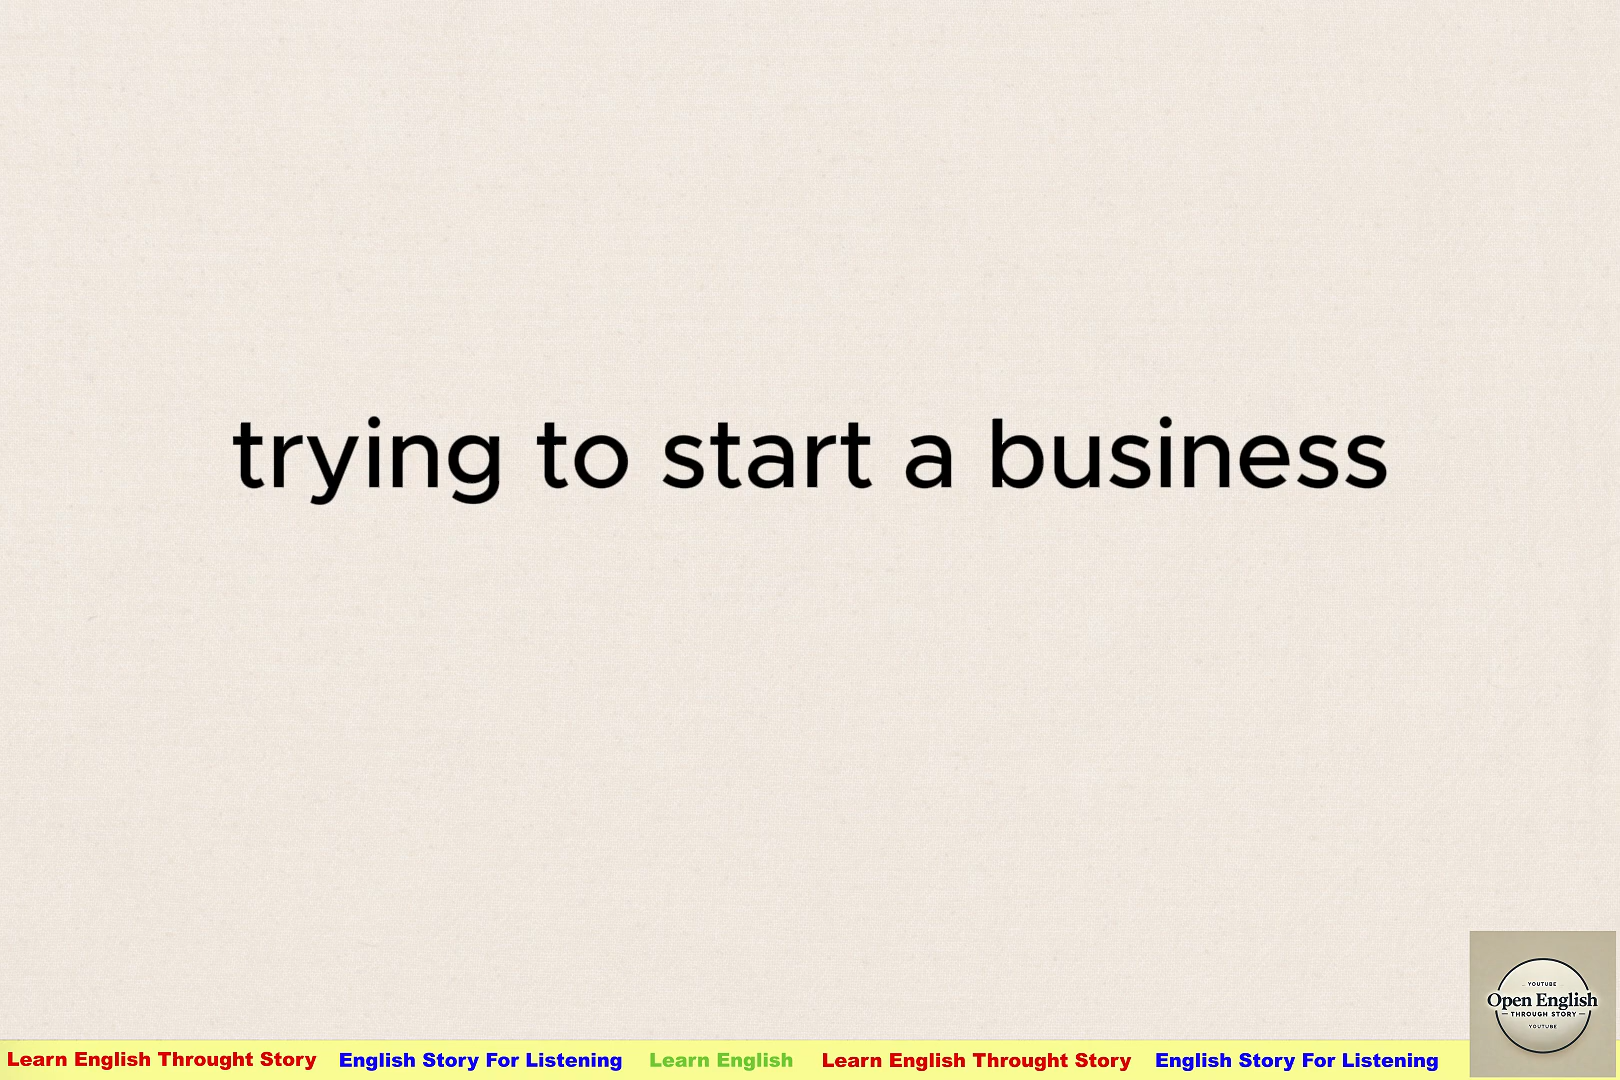 trying to start a business
YOUTUBE
Open English
THROUGH STORY
YOUTUBE
Learn English Throught Story English Story For Listening Learn English Learn English Throught Story English Story For Listening